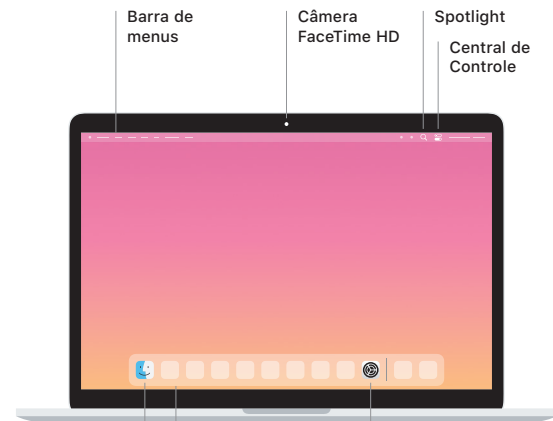 Barra de
menus
Câmera
FaceTime HD
Spotlight
Central de
Controle